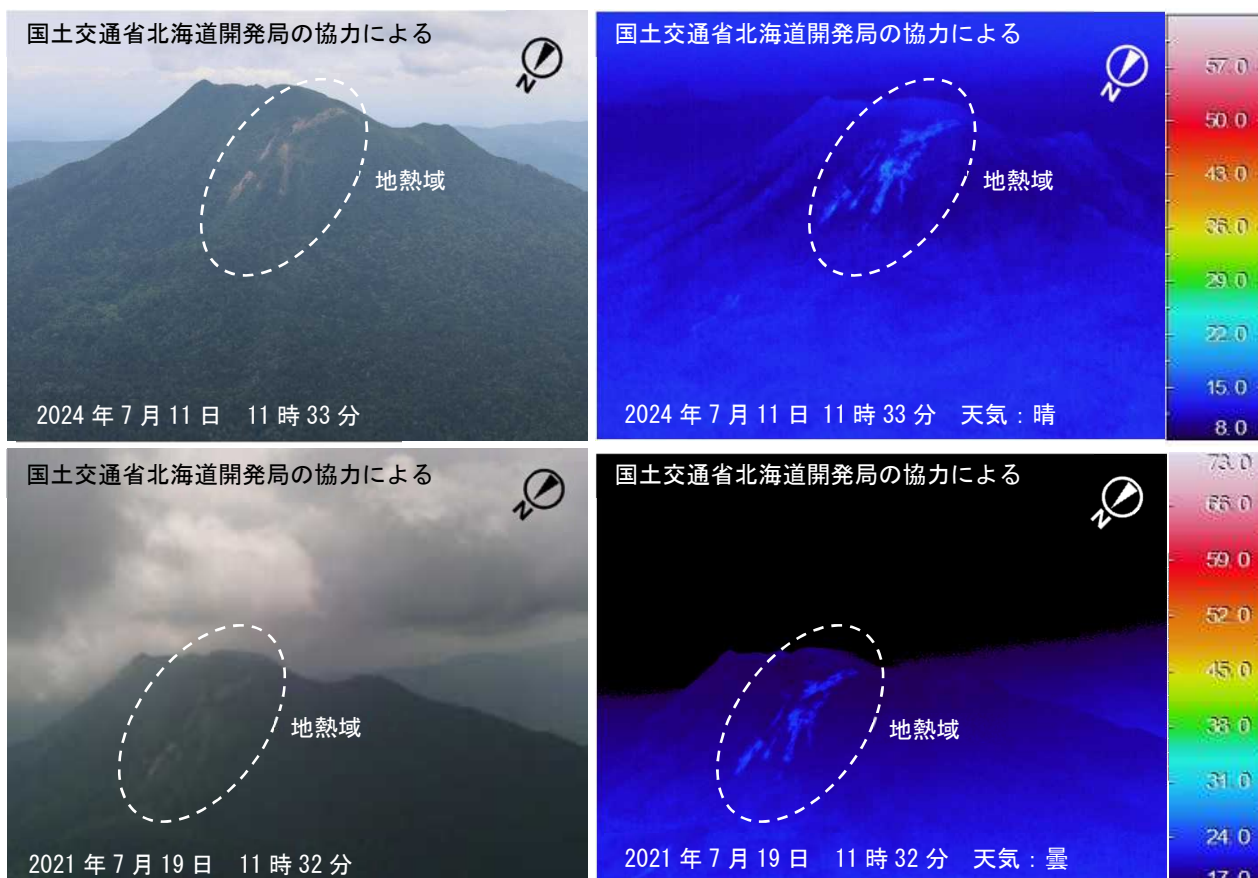 国土交通省北海道開発局の協力による
N
地熱域
2024年7月11日 11時33分
国土交通省北海道開発局の協力による
N
地熱域
2024年7月11日 11時33分 天気：晴
57.0
50.0
43.0
36.0
29.0
22.0
15.0
8.0
国土交通省北海道開発局の協力による
N
地熱域
2021年7月19日 11時32分
国土交通省北海道開発局の協力による
N
地熱域
2021年7月19日 11時32分 天気：曇
73.0
66.0
59.0
52.0
45.0
38.0
31.0
24.0
17.0